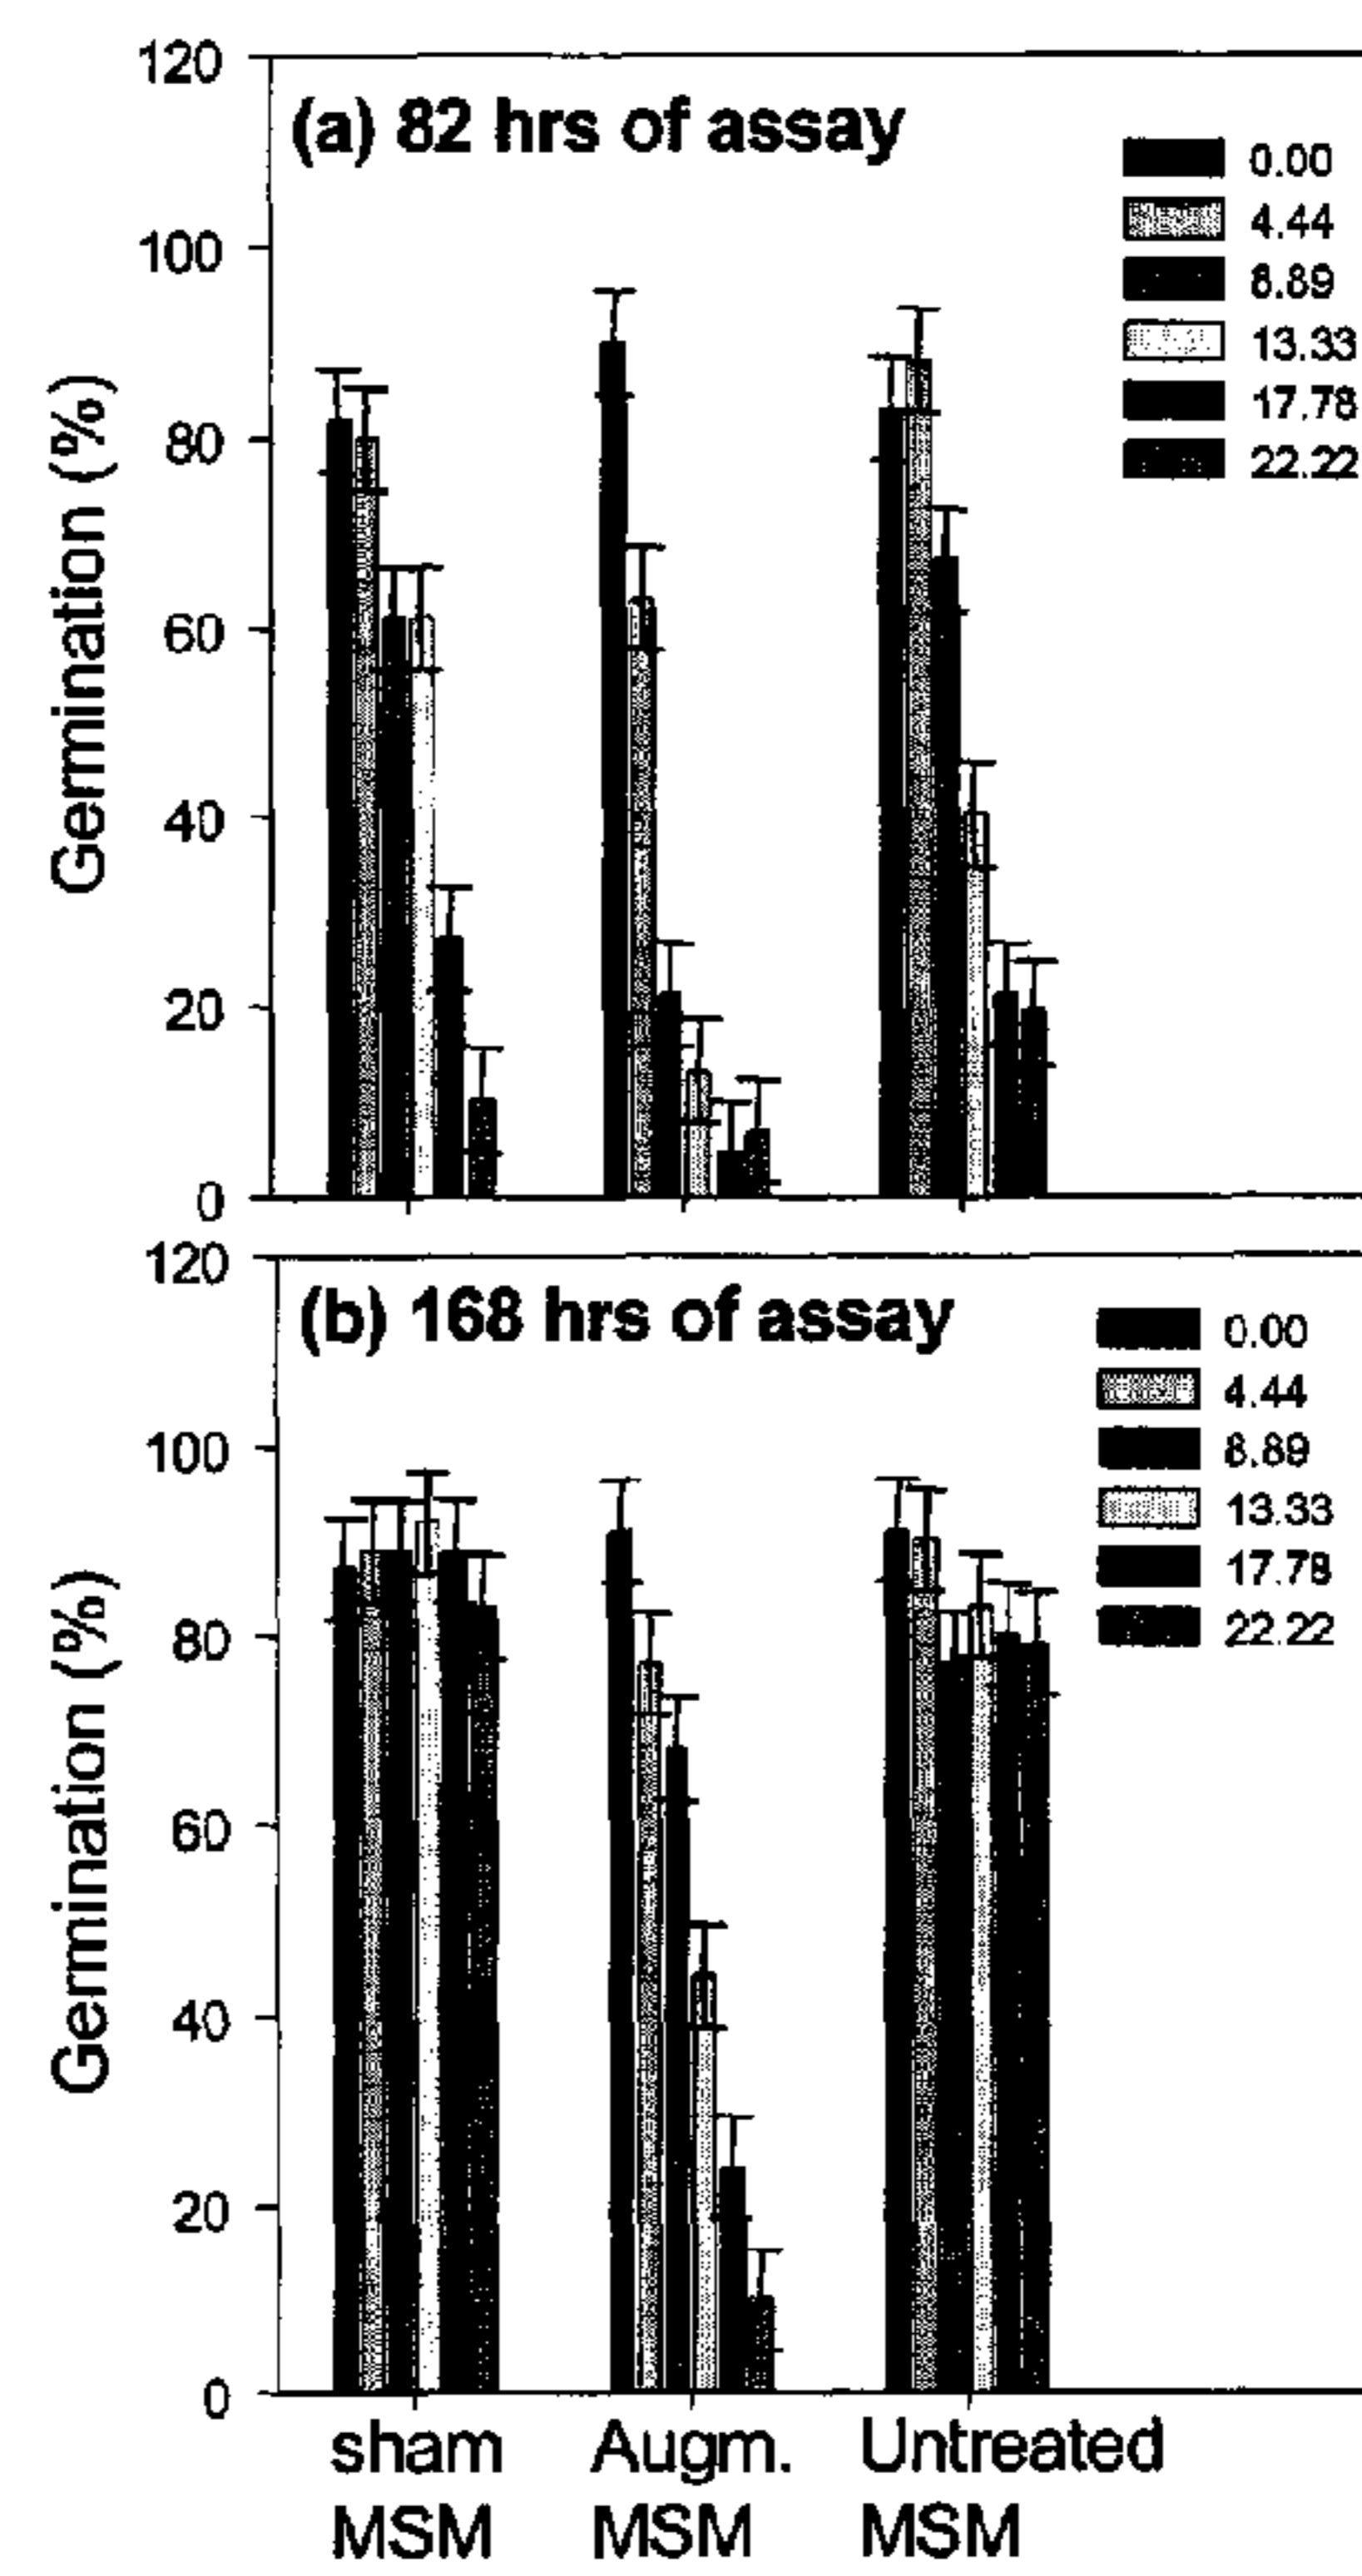 120
(a) 82 hrs of assay
0.00
4.44
8.89
13.33
17.78
22.22
100
80
60
40
20
0
Germination (%)
120
(b) 168 hrs of assay
0.00
4.44
8.89
13.33
17.78
22.22
100
80
60
40
20
0
Germination (%)
sham
MSM
Augm.
MSM
Untreated
MSM